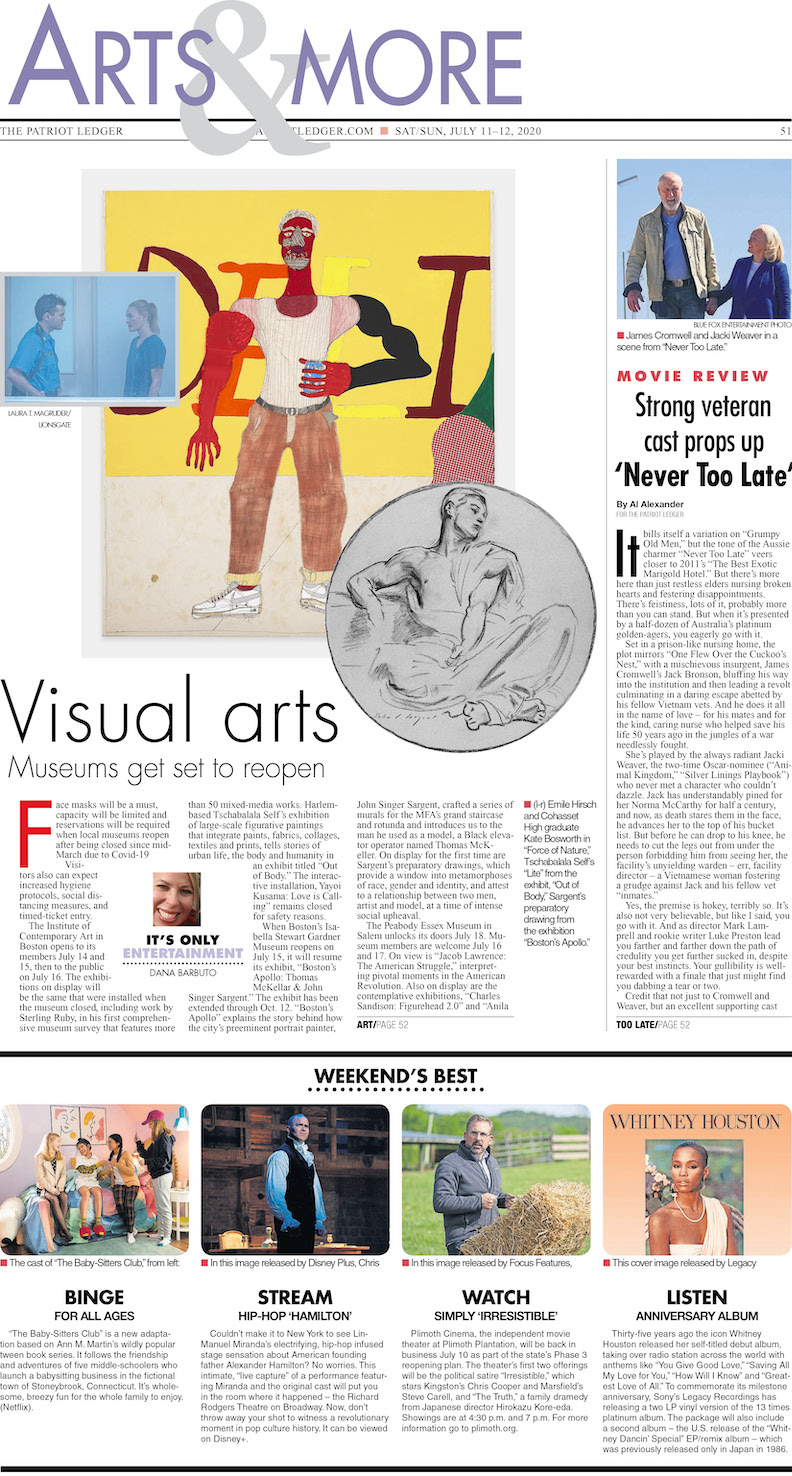 ARTS & MORE
THE PATRIOT LEDGER
TLEDGER.COM ■ SAT/SUN, JULY 11–12, 2020
51
DELI
LAURA T. MAGRUDER/
LIONSGATE
Visual arts
Museums get set to reopen
Face masks will be a must,
capacity will be limited and
reservations will be required
when local museums reopen
after being closed since mid-
March due to Covid-19
Visi-
tors also can expect
increased hygiene
protocols, social dis-
tancing measures, and
timed-ticket entry.
The Institute of
Contemporary Art in
Boston opens to its
members July 14 and
15, then to the public
on July 16. The exhibi-
tions on display will
be the same that were installed when
the museum closed, including work by
Sterling Ruby, in his first comprehen-
sive museum survey that features more
IT'S ONLY
ENTERTAINMENT
DANA BARBUTO
than 50 mixed-media works. Harlem-
based Tschabalala Self's exhibition
of large-scale figurative paintings
that integrate paints, fabrics, collages,
textiles and prints, tells stories of
urban life, the body and humanity in
an exhibit titled "Out
of Body." The interac-
tive installation, Yayoi
Kusama: Love is Call-
ing" remains closed
for safety reasons.
When Boston's Isa-
bella Stewart Gardner
Museum reopens on
July 15, it will resume
its exhibit, "Boston's
Apollo: Thomas
McKellar & John
Singer Sargent." The exhibit has been
extended through Oct. 12. "Boston's
Apollo" explains the story behind how
the city's preeminent portrait painter,
John Singer Sargent, crafted a series of
murals for the MFA's grand staircase
and rotunda and introduces us to the
man he used as a model, a Black eleva-
tor operator named Thomas McK-
eller. On display for the first time are
Sargent's preparatory drawings, which
provide a window into metamorphoses
of race, gender and identity, and attest
to a relationship between two men,
artist and model, at a time of intense
social upheaval.
The Peabody Essex Museum in
Salem unlocks its doors July 18. Mu-
seum members are welcome July 16
and 17. On view is "Jacob Lawrence:
The American Struggle," interpret-
ing pivotal moments in the American
Revolution. Also on display are the
contemplative exhibitions, "Charles
Sandison: Figurehead 2.0" and "Anila
ART/PAGE 52
■ (l-r) Emile Hirsch
and Cohasset
High graduate
Kate Bosworth in
"Force of Nature,"
Tschabalala Self's
"Lite" from the
exhibit, "Out of
Body," Sargent's
preparatory
drawing from
the exhibition
"Boston's Apollo."
BLUE FOX ENTERTAINMENT PHOTO
■ James Cromwell and Jacki Weaver in a
scene from "Never Too Late."
MOVIE REVIEW
Strong veteran
cast props up
'Never Too Late'
By Al Alexander
FOR THE PATRIOT LEDGER
It bills itself a variation on "Grumpy
Old Men," but the tone of the Aussie
charmer "Never Too Late" veers
closer to 2011's "The Best Exotic
Marigold Hotel." But there's more
here than just restless elders nursing broken
hearts and festering disappointments.
There's feistiness, lots of it, probably more
than you can stand. But when it's presented
by a half-dozen of Australia's platinum
golden-agers, you eagerly go with it.
Set in a prison-like nursing home, the
plot mirrors "One Flew Over the Cuckoo's
Nest," with a mischievous insurgent, James
Cromwell's Jack Bronson, bluffing his way
into the institution and then leading a revolt
culminating in a daring escape abetted by
his fellow Vietnam vets. And he does it all
in the name of love – for his mates and for
the kind, caring nurse who helped save his
life 50 years ago in the jungles of a war
needlessly fought.
She's played by the always radiant Jacki
Weaver, the two-time Oscar-nominee ("Ani-
mal Kingdom," "Silver Linings Playbook")
who never met a character who couldn't
dazzle. Jack has understandably pined for
her Norma McCarthy for half a century,
and now, as death stares them in the face,
he advances her to the top of his bucket
list. But before he can drop to his knee, he
needs to cut the legs out from under the
person forbidding him from seeing her, the
facility's unyielding warden – err, facility
director – a Vietnamese woman fostering
a grudge against Jack and his fellow vet
"inmates."
Yes, the premise is hokey, terribly so. It's
also not very believable, but like I said, you
go with it. And as director Mark Lam-
prell and rookie writer Luke Preston lead
you farther and farther down the path of
credulity you get further sucked in, despite
your best instincts. Your gullibility is well-
rewarded with a finale that just might find
you dabbing a tear or two.
Credit that not just to Cromwell and
Weaver, but an excellent supporting cast
TOO LATE/PAGE 52
WEEKEND'S BEST
■ The cast of "The Baby-Sitters Club," from left:
BINGE
FOR ALL AGES
"The Baby-Sitters Club" is a new adapta-
tion based on Ann M. Martin's wildly popular
tween book series. It follows the friendship
and adventures of five middle-schoolers who
launch a babysitting business in the fictional
town of Stoneybrook, Connecticut. It's whole-
some, breezy fun for the whole family to enjoy.
(Netflix).
■ In this image released by Disney Plus, Chris
STREAM
HIP-HOP 'HAMILTON'
Couldn't make it to New York to see Lin-
Manuel Miranda's electrifying, hip-hop infused
stage sensation about American founding
father Alexander Hamilton? No worries. This
intimate, "live capture" of a performance featur-
ing Miranda and the original cast will put you
in the room where it happened – the Richard
Rodgers Theatre on Broadway. Now, don't
throw away your shot to witness a revolutionary
moment in pop culture history. It can be viewed
on Disney+.
■ In this image released by Focus Features,
WATCH
SIMPLY 'IRRESISTIBLE'
Plimoth Cinema, the independent movie
theater at Plimoth Plantation, will be back in
business July 10 as part of the state's Phase 3
reopening plan. The theater's first two offerings
will be the political satire "Irresistible," which
stars Kingston's Chris Cooper and Marsfield's
Steve Carell, and "The Truth," a family dramedy
from Japanese director Hirokazu Kore-eda.
Showings are at 4:30 p.m. and 7 p.m. For more
information go to plimoth.org.
WHITNEY HOUSTON
■ This cover image released by Legacy
LISTEN
ANNIVERSARY ALBUM
Thirty-five years ago the icon Whitney
Houston released her self-titled debut album,
taking over radio station across the world with
anthems like "You Give Good Love," "Saving All
My Love for You," "How Will I Know" and "Great-
est Love of All." To commemorate its milestone
anniversary, Sony's Legacy Recordings has
releasing a two LP vinyl version of the 13 times
platinum album. The package will also include
a second album – the U.S. release of the "Whit-
ney Dancin' Special" EP/remix album – which
was previously released only in Japan in 1986.